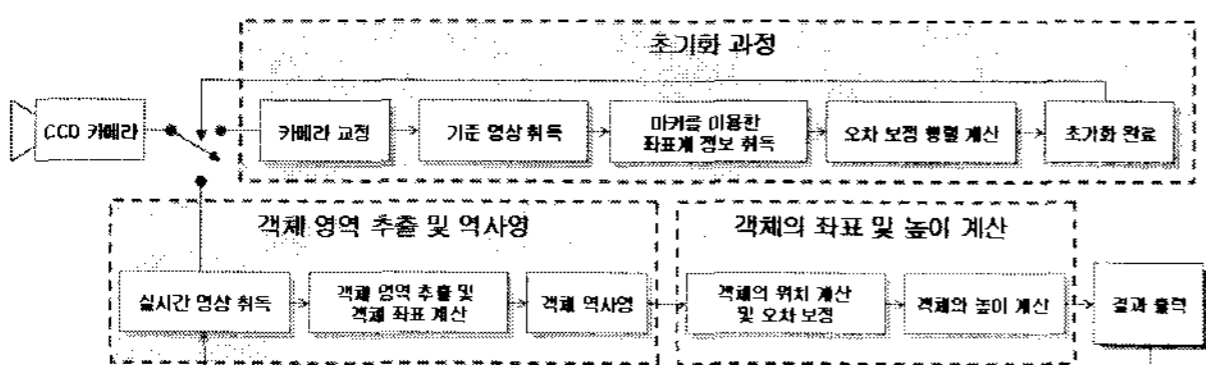 초기화 과정
CCD 카메라
카메라 교정
기준 영상 취득
마커를 이용한
좌표계 정보 취득
오차 보정 행렬 계산
초기화 완료
객체 영역 추출 및 역사영
실시간 영상 취득
객체 영역 추출 및
객체 좌표 계산
객체 역사영
객체의 좌표 및 높이 계산
객체의 위치 계산
및 오차 보정
객체의 높이 계산
결과 출력